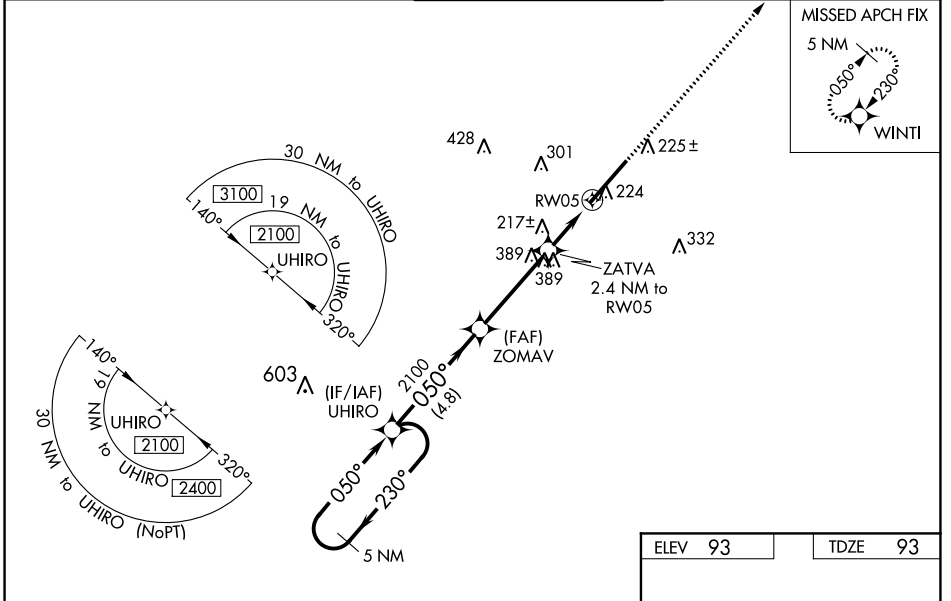 MISSED APCH FIX
5 NM
050°
230°
WINTI
428
301
225±
30 NM to UHIRO
3100
19 NM to UHIRO
140°
2100
UHIRO
320°
RW05
224
217±
332
389
389
ZATVA
2.4 NM to
RW05
(FAF)
ZOMAV
603
(IF/IAF)
UHIRO
2100
050°
(4.8)
140°
19 NM to UHIRO
UHIRO
2100
320°
2400
30 NM to UHIRO (NoPT)
050°
230°
5 NM
ELEV 93
TDZE 93